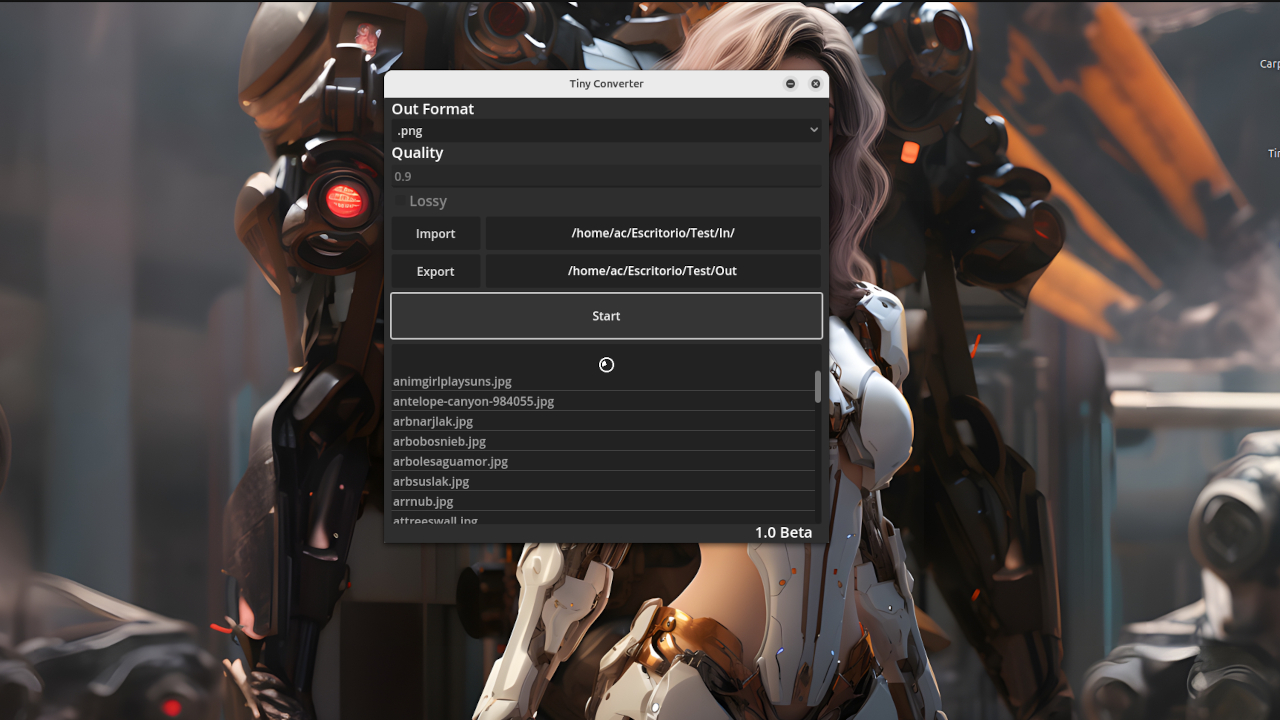 Tiny Converter
Out Format
.png
Quality
0.9
Lossy
Import
/home/ac/Escritorio/Test/In/
Export
/home/ac/Escritorio/Test/Out
Start
animgirlplaysuns.jpg
antelope-canyon-984055.jpg
arbnarjlak.jpg
arbobosnieb.jpg
arbolesaguamor.jpg
arbsuslak.jpg
arrnub.jpg
attreeswall.jpg
1.0 Beta
Carp
Tin